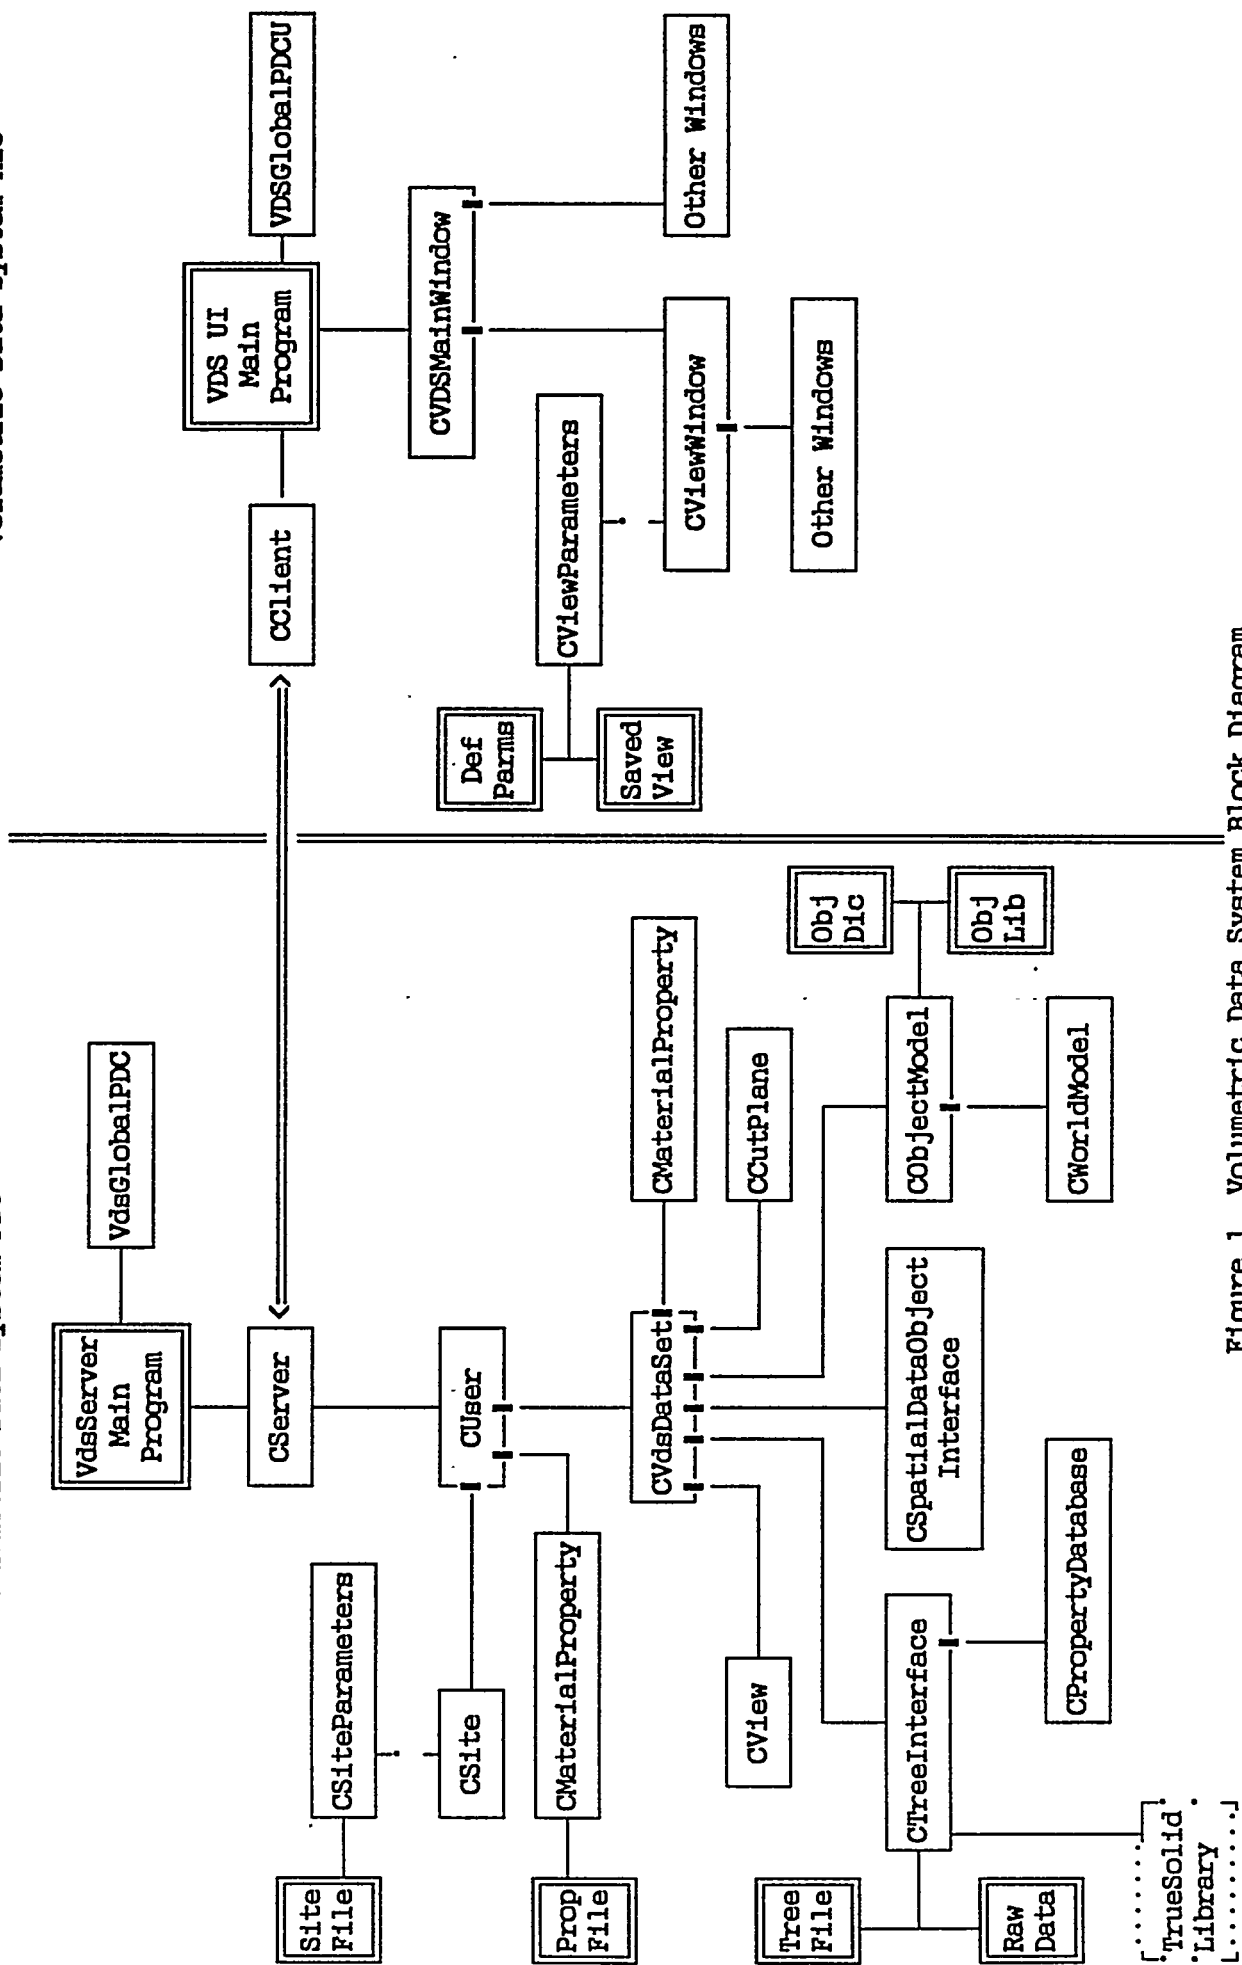 VdsServer
Main
Program
VdsGlobalPDC
CServer
CUser
CSiteParameters
Site
File
CSite
CMaterialProperty
Prop
File
CVdsDataSet
CMaterialProperty
CCutPlane
CView
CTreeInterface
Tree
File
Raw
Data
TrueSolid
Library
CPropertyDatabase
CSpatialDataObject
Interface
CObjectModel
Obj
Dic
Obj
Lib
CWorldModel
VDS UI
Main
Program
VDSGlobalPDCU
CClient
CVDSMainWindow
Def
Parms
Saved
View
CViewParameters
CViewWindow
Other Windows
Other Windows
Figure 1 Volumetric Data System Block Diagram